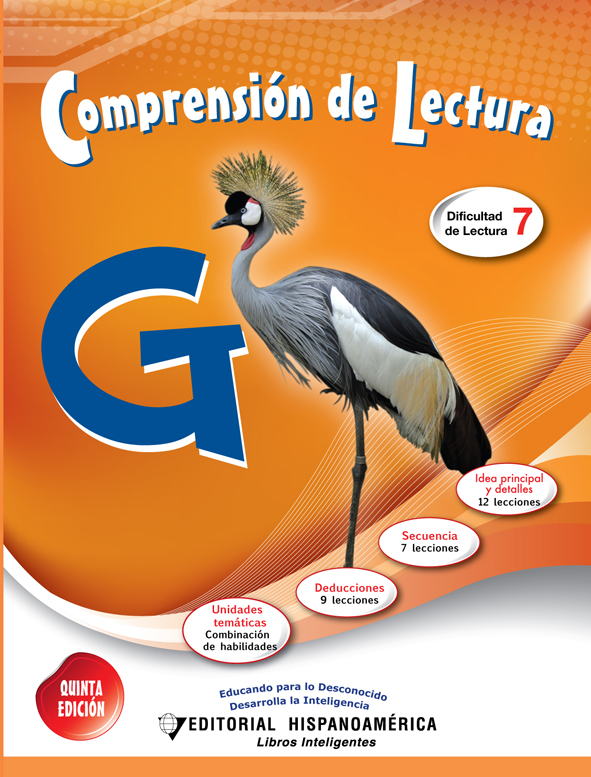 Comprensión de Lectura
Dificultad
de Lectura 7
G
Idea principal
y detalles
12 lecciones
Secuencia
7 lecciones
Deducciones
9 lecciones
Unidades
temáticas
Combinación
de habilidades
QUINTA
EDICIÓN
Educando para lo Desconocido
Desarrolla la Inteligencia
EDITORIAL HISPANOAMÉRICA
Libros Inteligentes